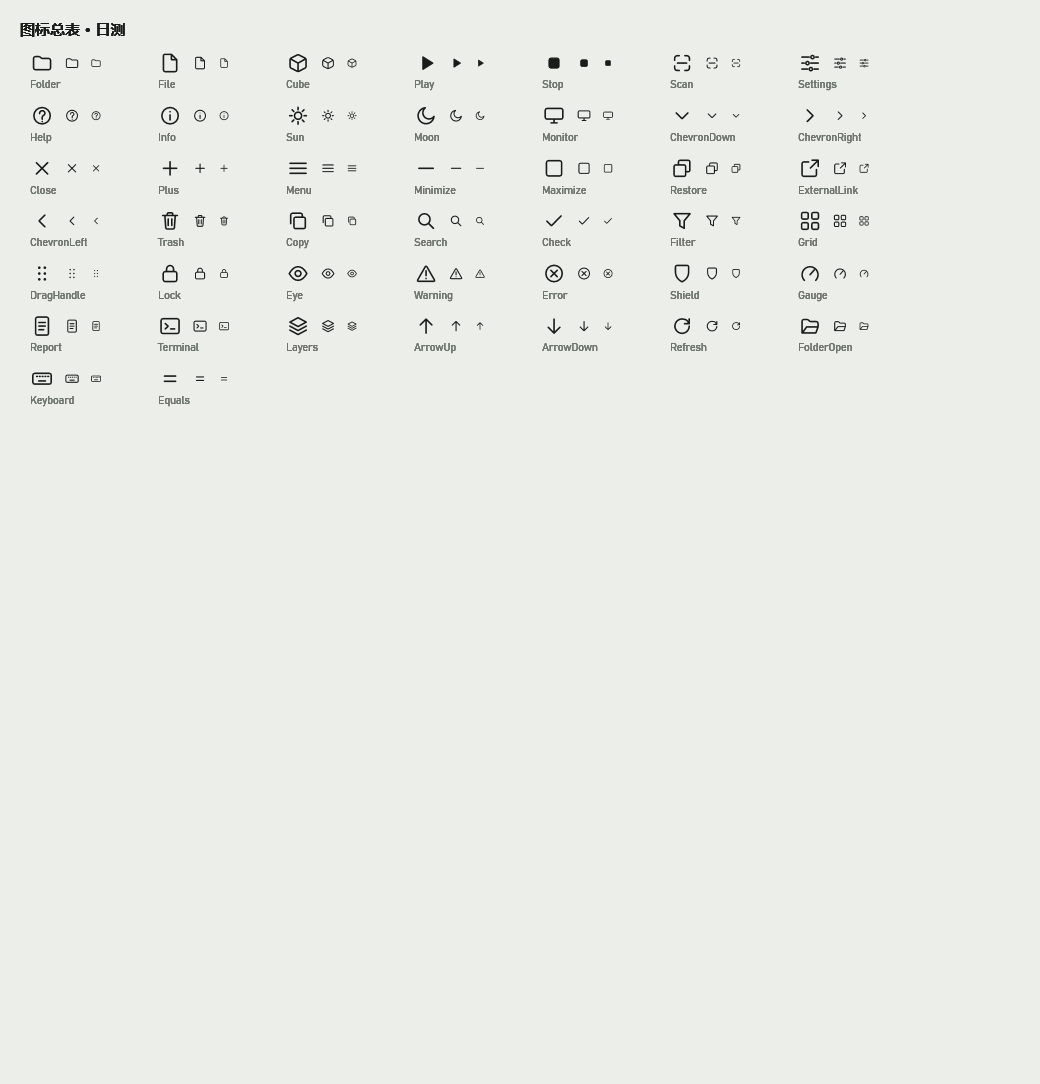 图标总表 • 日测
Folder File Cube Play Stop Scan Settings
Help Info Sun Moon Monitor ChevronDown ChevronRight
Close Plus Menu Minimize Maximize Restore ExternalLink
ChevronLeft Trash Copy Search Check Filter Grid
DragHandle Lock Eye Warning Error Shield Gauge
Report Terminal Layers ArrowUp ArrowDown Refresh FolderOpen
Keyboard Equals